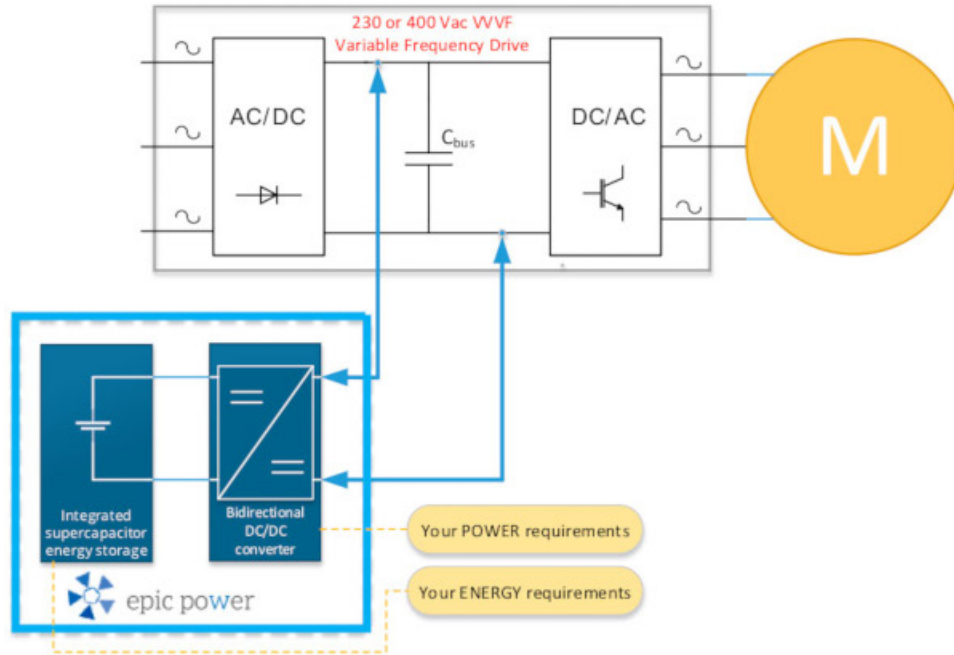 230 or 400 Vac VVVF
Variable Frequency Drive
AC/DC
C_bus
DC/AC
M
Integrated
supercapacitor
energy storage
Bidirectional
DC/DC
converter
Your POWER requirements
Your ENERGY requirements
epic power